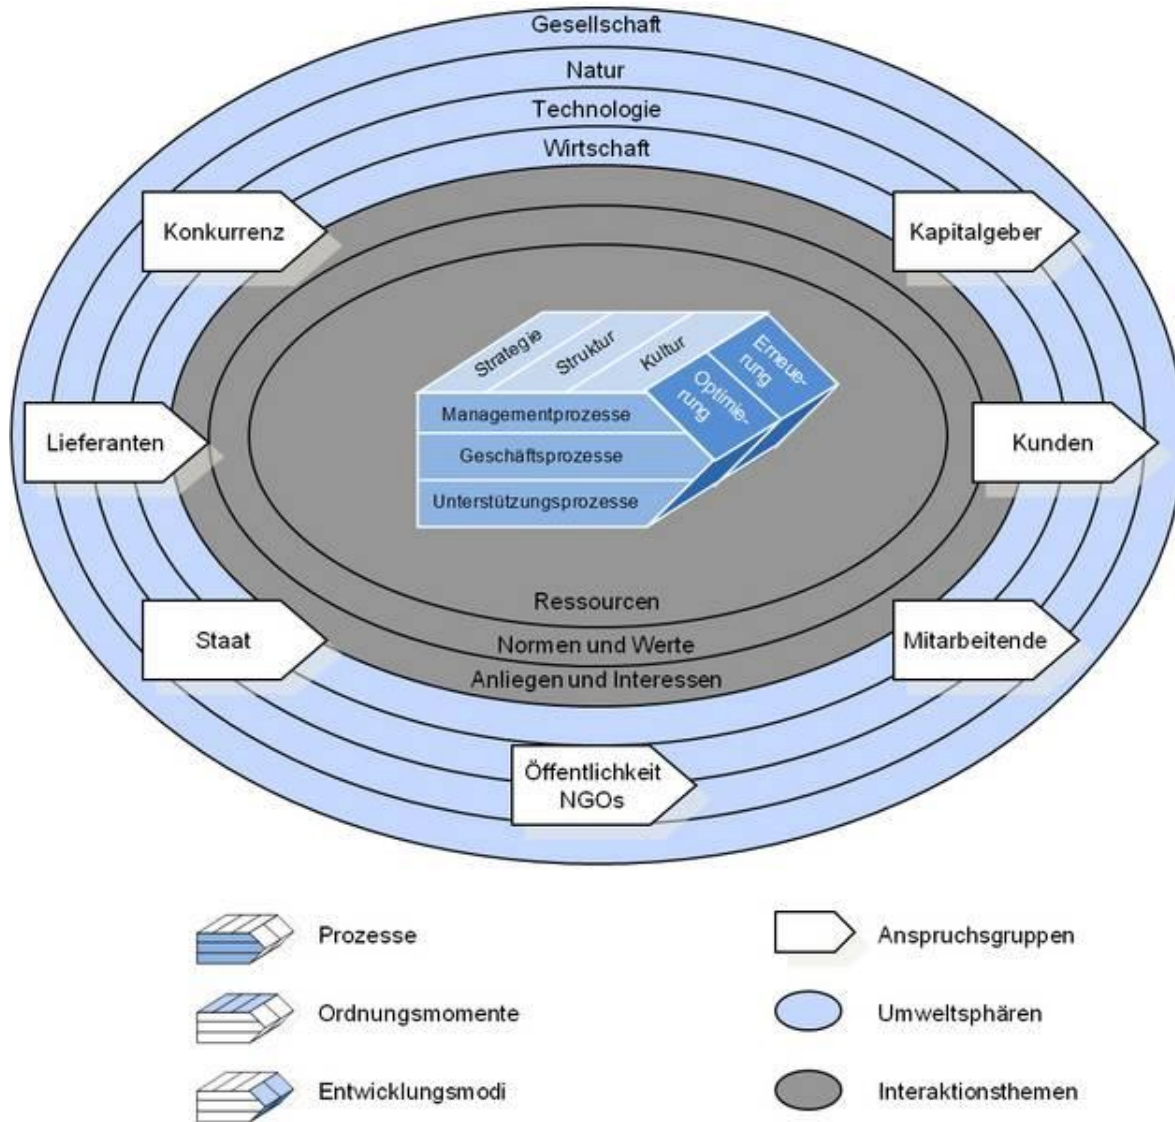 Gesellschaft
Natur
Technologie
Wirtschaft
Konkurrenz
Kapitalgeber
Strategie
Struktur
Kultur
Erneue-
rung
Optimie-
rung
Managementprozesse
Geschäftsprozesse
Unterstützungsprozesse
Lieferanten
Kunden
Ressourcen
Normen und Werte
Anliegen und Interessen
Staat
Mitarbeitende
Öffentlichkeit
NGOs
Prozesse
Anspruchsgruppen
Ordnungsmomente
Umweltsphären
Entwicklungsmodi
Interaktionsthemen